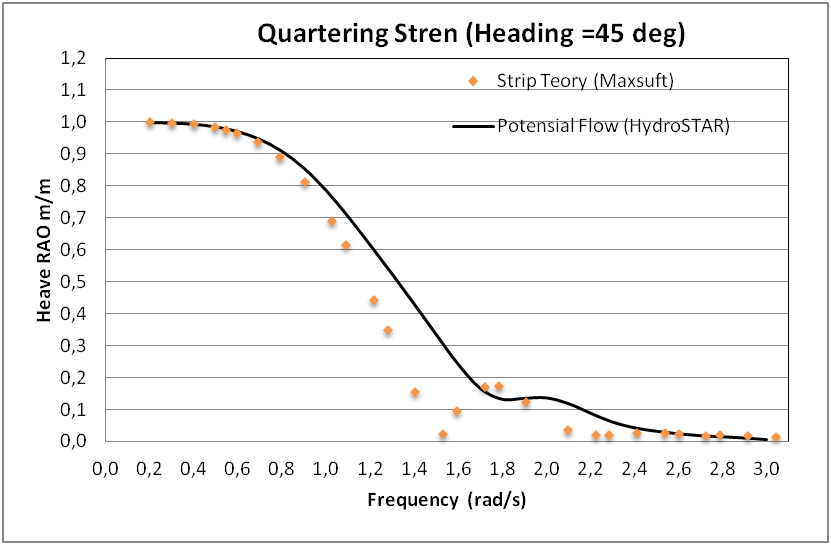 Quartering Stren (Heading =45 deg)
Strip Teory (Maxsuft)
Potensial Flow (HydroSTAR)
Heave RAO m/m
1,2
1,1
1,0
0,9
0,8
0,7
0,6
0,5
0,4
0,3
0,2
0,1
0,0
0,0 0,2 0,4 0,6 0,8 1,0 1,2 1,4 1,6 1,8 2,0 2,2 2,4 2,6 2,8 3,0
Frequency (rad/s)